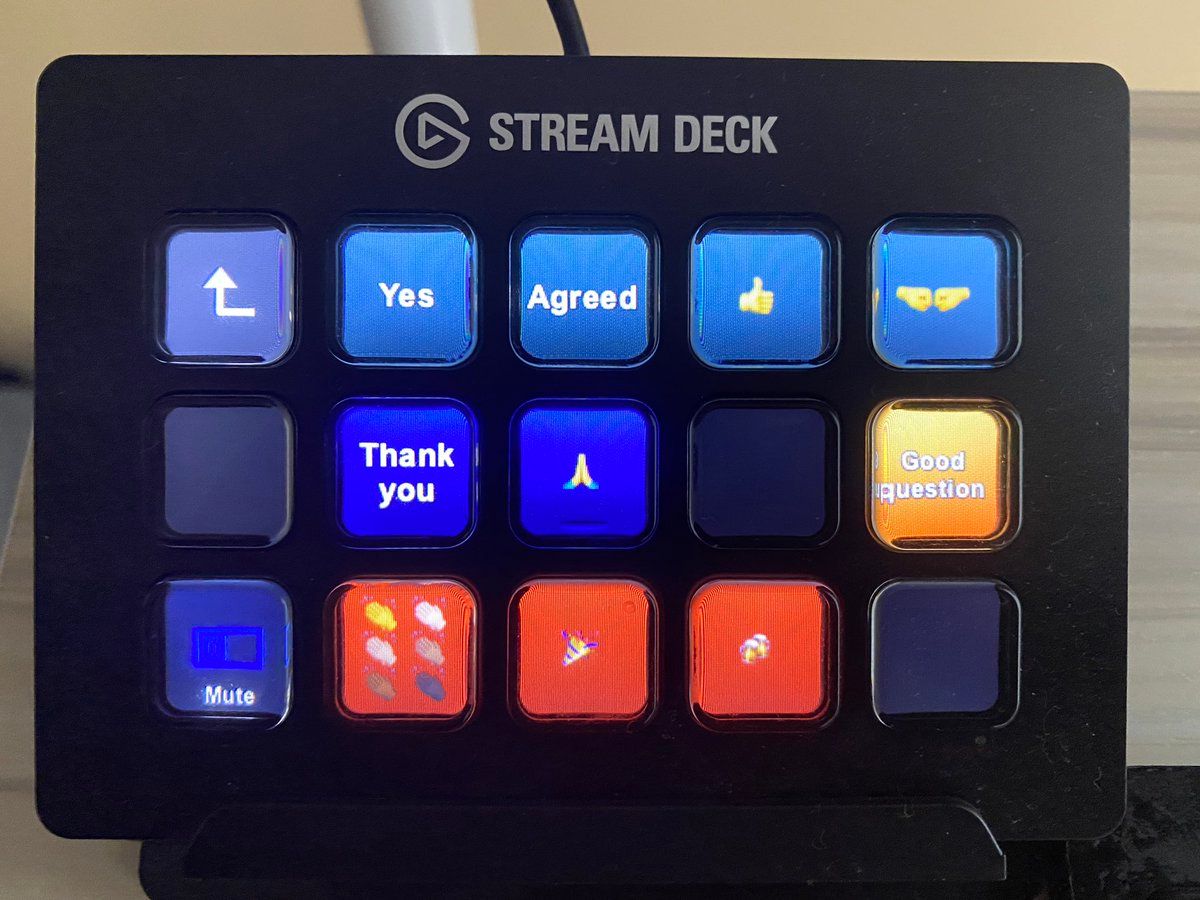 STREAM DECK
Yes
Agreed
Thank
you
Good
question
Mute